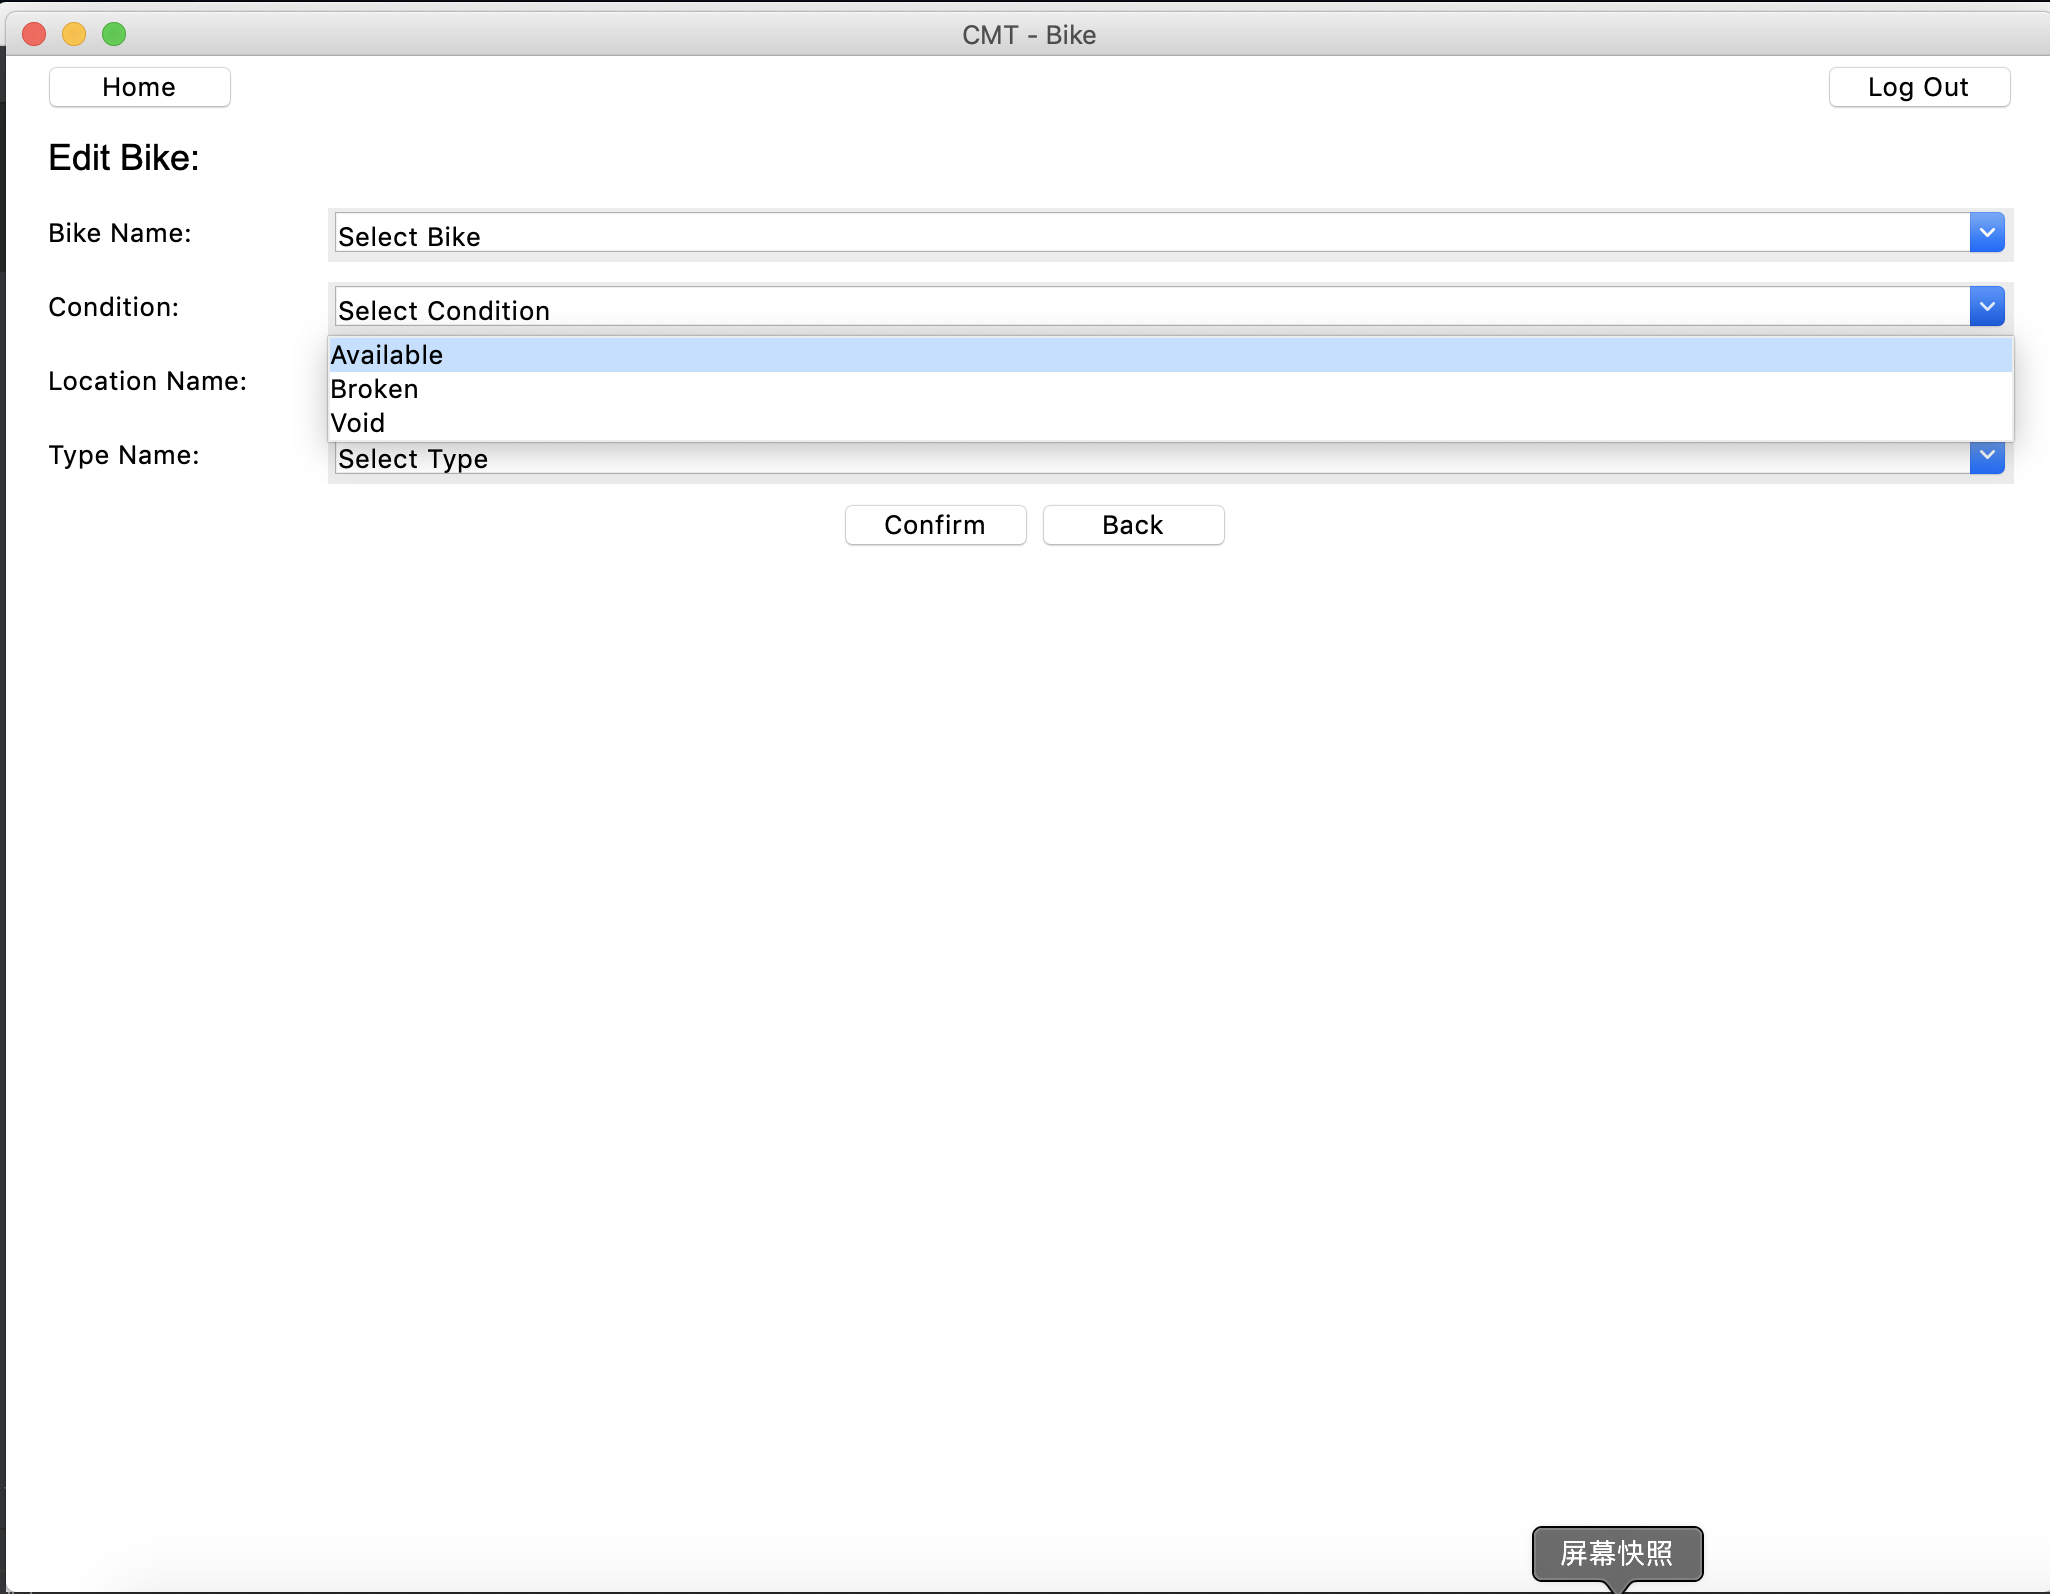 CMT - Bike
Home
Log Out
Edit Bike:
Bike Name:
Select Bike
Condition:
Select Condition
Available
Broken
Void
Location Name:
Type Name:
Select Type
Confirm
Back
屏幕快照